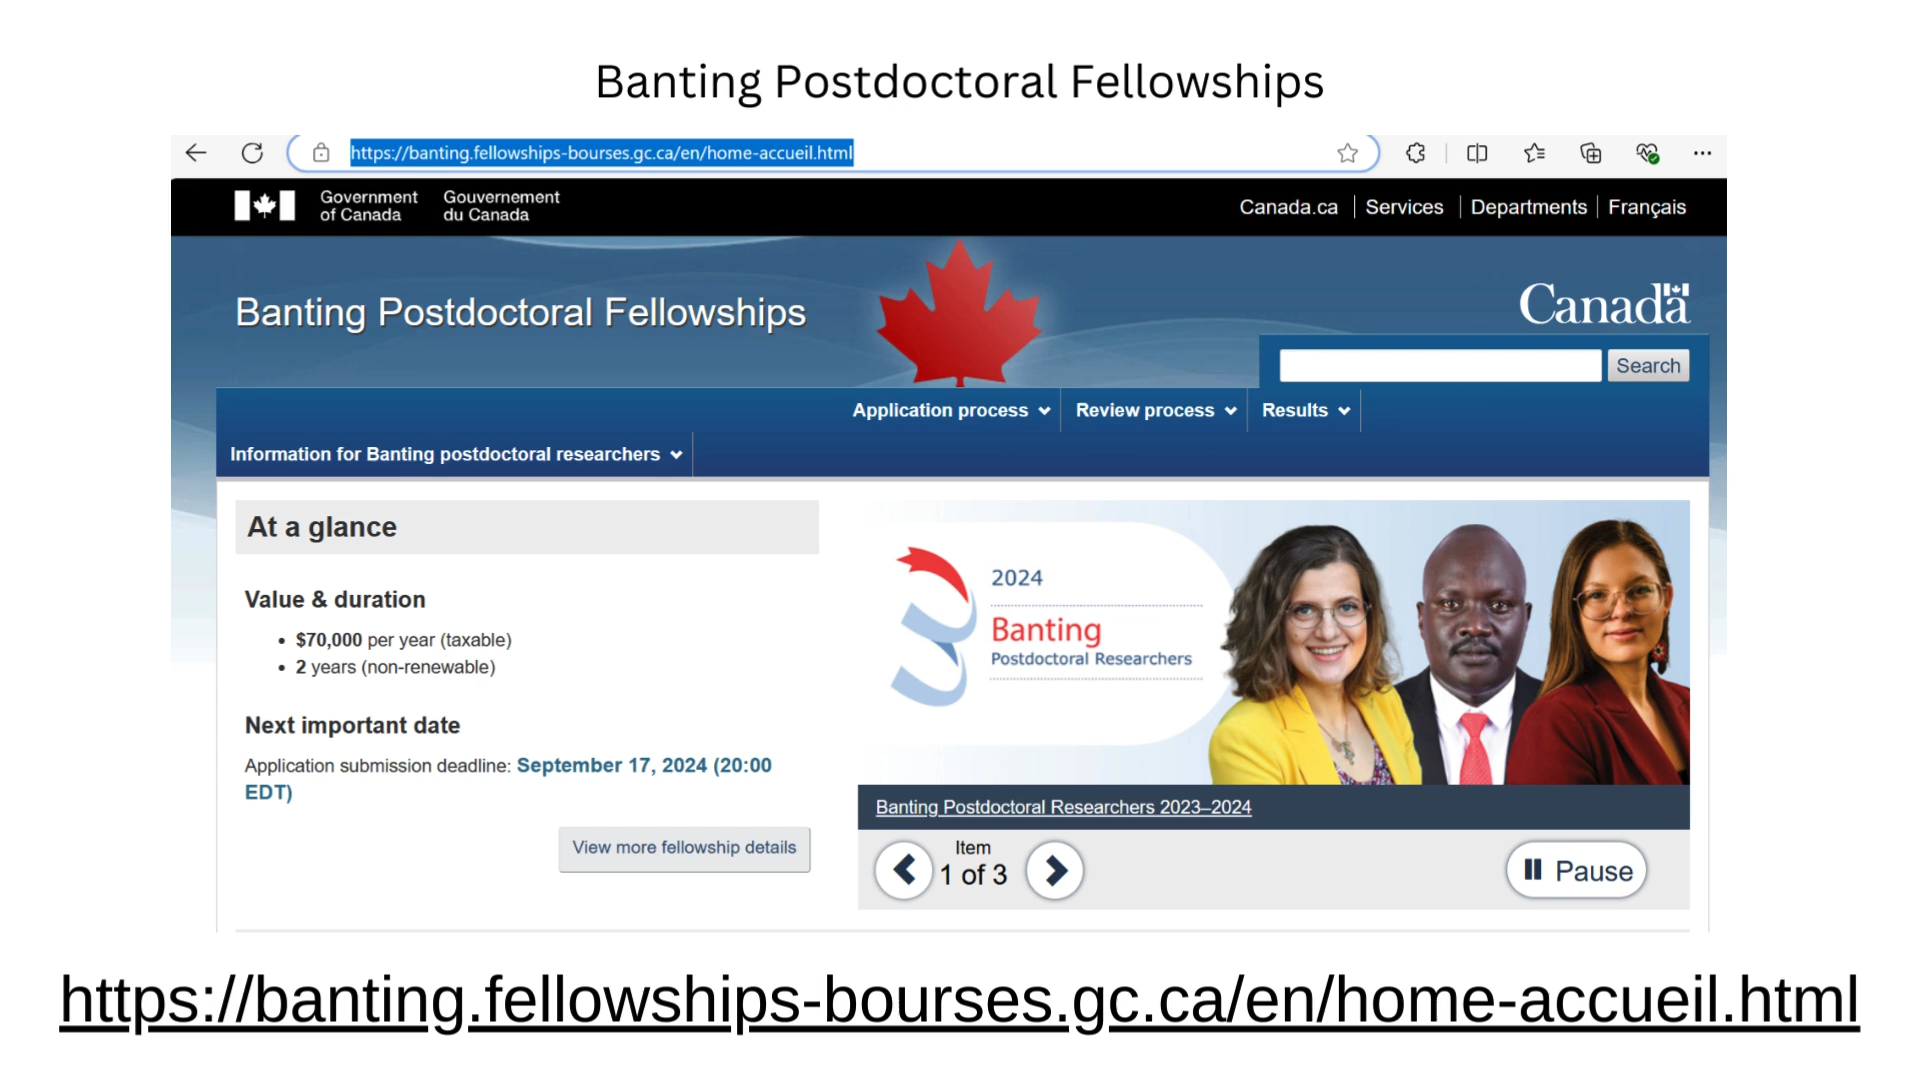 Banting Postdoctoral Fellowships
https://banting.fellowships-bourses.gc.ca/en/home-accueil.html
Government of Canada
Gouvernement du Canada
Canada.ca
Services
Departments
Français
Banting Postdoctoral Fellowships
Canada
Search
Application process
Review process
Results
Information for Banting postdoctoral researchers
At a glance
Value & duration
• $70,000 per year (taxable)
• 2 years (non-renewable)
Next important date
Application submission deadline: September 17, 2024 (20:00
EDT)
View more fellowship details
2024
Banting
Postdoctoral Researchers
Banting Postdoctoral Researchers 2023–2024
Item
1 of 3
Pause
https://banting.fellowships-bourses.gc.ca/en/home-accueil.html